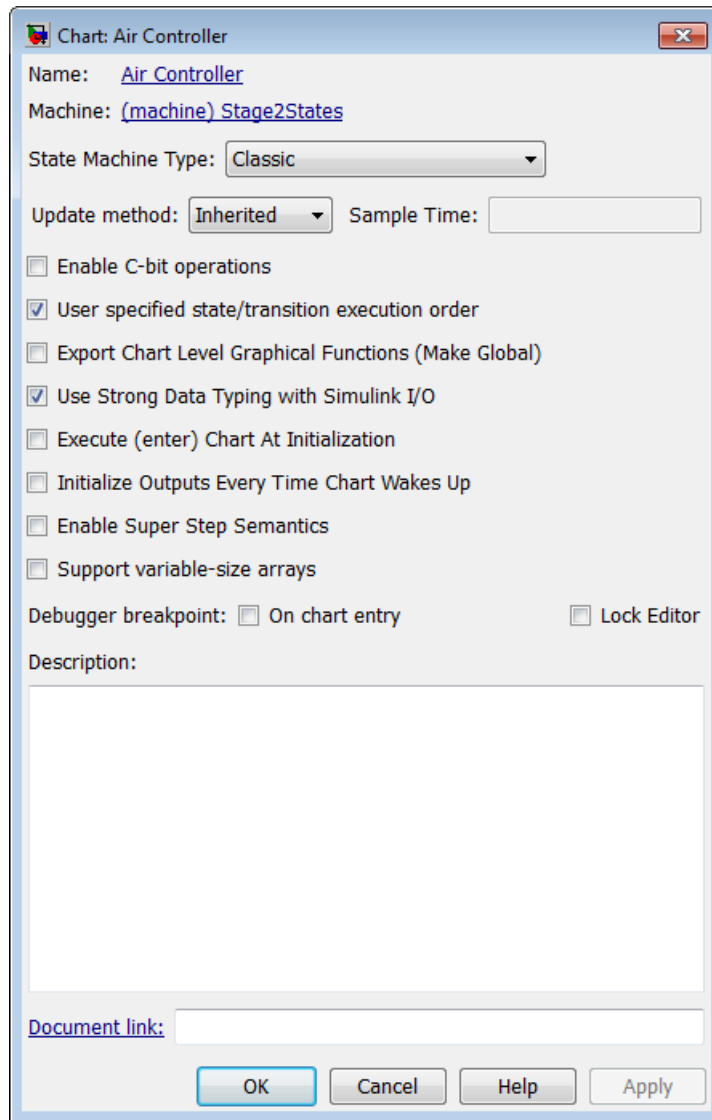 Chart: Air Controller
Name: Air Controller
Machine: (machine) Stage2States
State Machine Type: Classic
Update method: Inherited Sample Time:
Enable C-bit operations
User specified state/transition execution order
Export Chart Level Graphical Functions (Make Global)
Use Strong Data Typing with Simulink I/O
Execute (enter) Chart At Initialization
Initialize Outputs Every Time Chart Wakes Up
Enable Super Step Semantics
Support variable-size arrays
Debugger breakpoint: On chart entry Lock Editor
Description:
Document link:
OK Cancel Help Apply